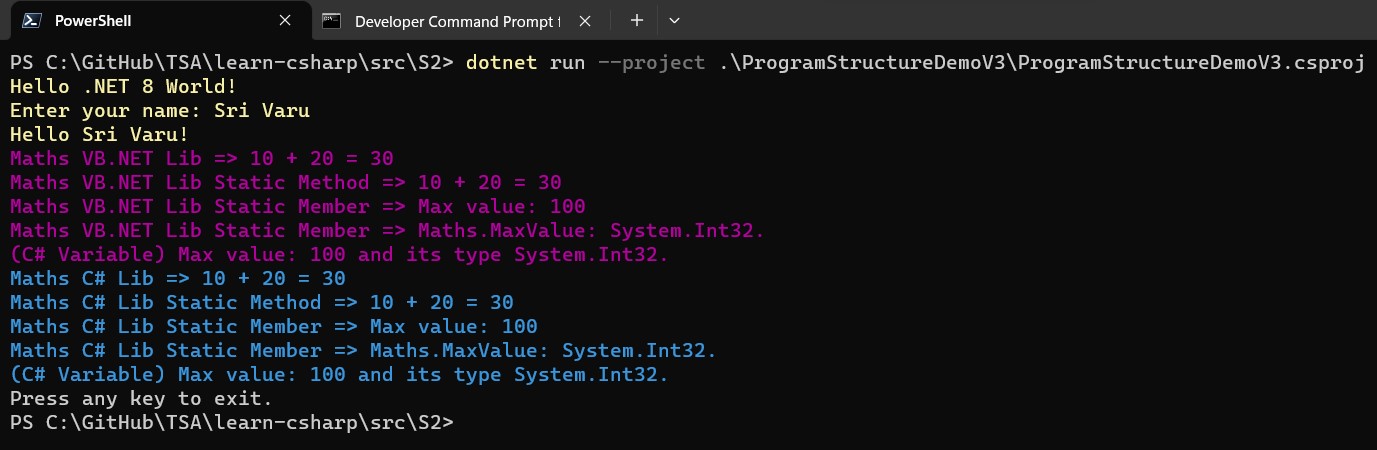 PowerShell
Developer Command Prompt f
PS C:\GitHub\TSA\learn-csharp\src\S2> dotnet run --project .\ProgramStructureDemoV3\ProgramStructureDemoV3.csproj
Hello .NET 8 World!
Enter your name: Sri Varu
Hello Sri Varu!
Maths VB.NET Lib => 10 + 20 = 30
Maths VB.NET Lib Static Method => 10 + 20 = 30
Maths VB.NET Lib Static Member => Max value: 100
Maths VB.NET Lib Static Member => Maths.MaxValue: System.Int32.
(C# Variable) Max value: 100 and its type System.Int32.
Maths C# Lib => 10 + 20 = 30
Maths C# Lib Static Method => 10 + 20 = 30
Maths C# Lib Static Member => Max value: 100
Maths C# Lib Static Member => Maths.MaxValue: System.Int32.
(C# Variable) Max value: 100 and its type System.Int32.
Press any key to exit.
PS C:\GitHub\TSA\learn-csharp\src\S2>